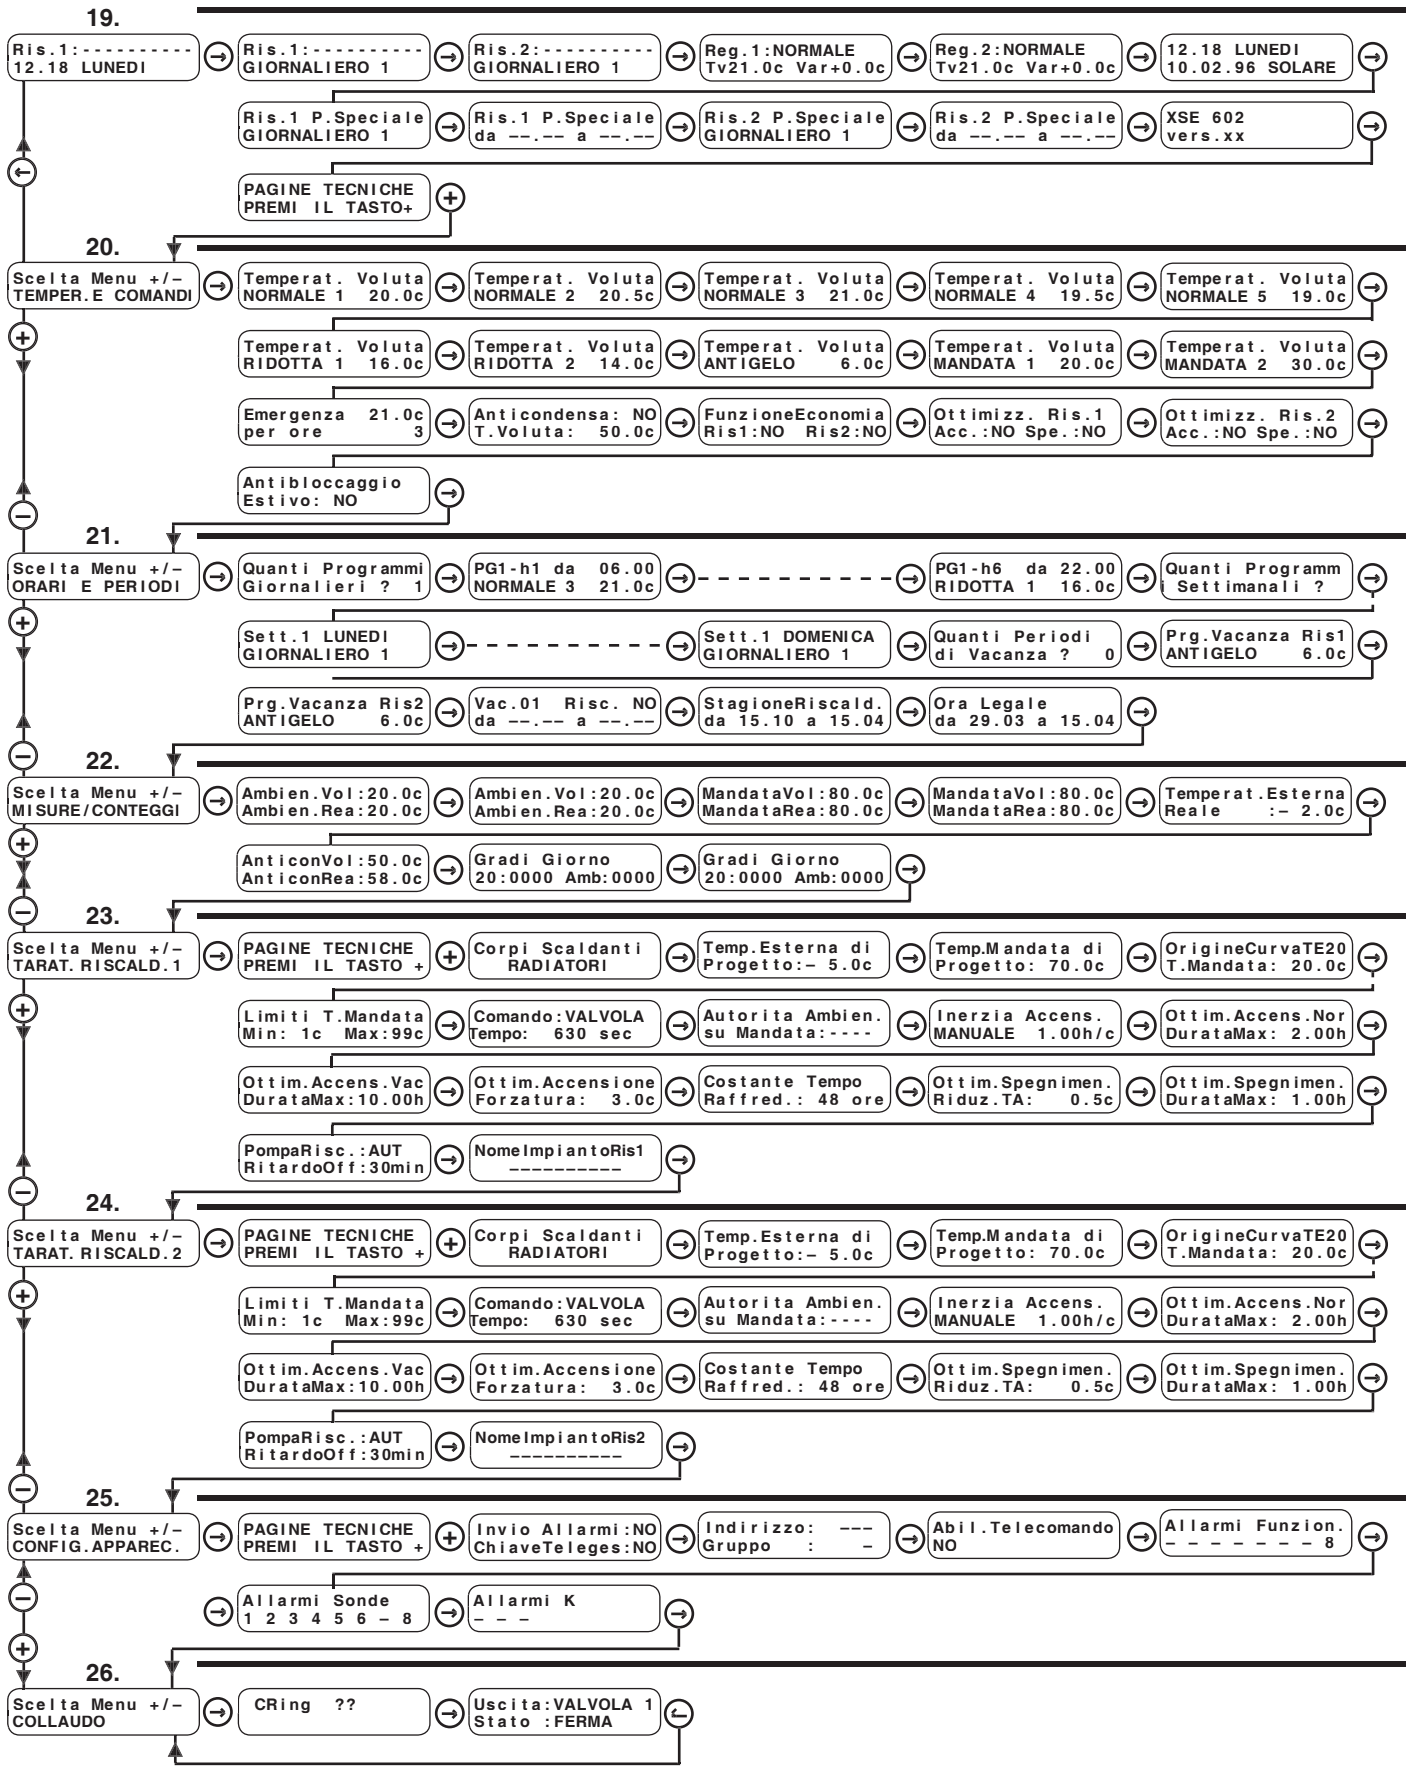 19.
Ris.1:----------
12.18 LUNEDI
Ris.1:----------
GIORNALIERO 1
Ris.2:----------
GIORNALIERO 1
Reg.1:NORMALE
Tv21.0c Var+0.0c
Reg.2:NORMALE
Tv21.0c Var+0.0c
12.18 LUNEDI
10.02.96 SOLARE
Ris.1 P.Speciale
GIORNALIERO 1
Ris.1 P.Speciale
da --.-- a --.--
Ris.2 P.Speciale
GIORNALIERO 1
Ris.2 P.Speciale
da --.-- a --.--
XSE 602
vers.xx
PAGINE TECNICHE
PREMI IL TASTO+
20.
Scelta Menu +/-
TEMPER.E COMANDI
Temperat. Voluta
NORMALE 1 20.0c
Temperat. Voluta
NORMALE 2 20.5c
Temperat. Voluta
NORMALE 3 21.0c
Temperat. Voluta
NORMALE 4 19.5c
Temperat. Voluta
NORMALE 5 19.0c
Temperat. Voluta
RIDOTTA 1 16.0c
Temperat. Voluta
RIDOTTA 2 14.0c
Temperat. Voluta
ANTIGELO 6.0c
Temperat. Voluta
MANDATA 1 20.0c
Temperat. Voluta
MANDATA 2 30.0c
Emergenza 21.0c
per ore 3
Anticondensa: NO
T.Voluta: 50.0c
FunzioneEconomia
Ris1:NO Ris2:NO
Ottimizz. Ris.1
Acc.:NO Spe.:NO
Ottimizz. Ris.2
Acc.:NO Spe.:NO
Antibloccaggio
Estivo: NO
21.
Scelta Menu +/-
ORARI E PERIODI
Quanti Programmi
Giornalieri ? 1
PG1-h1 da 06.00
NORMALE 3 21.0c
PG1-h6 da 22.00
RIDOTTA 1 16.0c
Quanti Programm
i Settimanali ?
Sett.1 LUNEDI
GIORNALIERO 1
Sett.1 DOMENICA
GIORNALIERO 1
Quanti Periodi
di Vacanza ? 0
Prg.Vacanza Ris1
ANTIGELO 6.0c
Prg.Vacanza Ris2
ANTIGELO 6.0c
Vac.01 Risc. NO
da --.-- a --.--
StagioneRiscald.
da 15.10 a 15.04
Ora Legale
da 29.03 a 15.04
22.
Scelta Menu +/-
MISURE/CONTEGGI
Ambien.Vol:20.0c
Ambien.Rea:20.0c
Ambien.Vol:20.0c
Ambien.Rea:20.0c
MandataVol:80.0c
MandataRea:80.0c
MandataVol:80.0c
MandataRea:80.0c
Temperat.Esterna
Reale :- 2.0c
AnticonVol:50.0c
AnticonRea:58.0c
Gradi Giorno
20:0000 Amb:0000
Gradi Giorno
20:0000 Amb:0000
23.
Scelta Menu +/-
TARAT. RISCALD.1
PAGINE TECNICHE
PREMI IL TASTO +
Corpi Scaldanti
RADIATORI
Temp.Esterna di
Progetto:- 5.0c
Temp.Mandata di
Progetto: 70.0c
OrigineCurvaTE20
T.Mandata: 20.0c
Limiti T.Mandata
Min: 1c Max:99c
Comando:VALVOLA
Tempo: 630 sec
Autorita Ambien.
su Mandata:----
Inerzia Accens.
MANUALE 1.00h/c
Ottim.Accens.Nor
DurataMax: 2.00h
Ottim.Accens.Vac
DurataMax:10.00h
Ottim.Accensione
Forzatura: 3.0c
Costante Tempo
Raffred.: 48 ore
Ottim.Spegnimen.
Riduz.TA: 0.5c
Ottim.Spegnimen.
DurataMax: 1.00h
PompaRisc.:AUT
RitardoOff:30min
NomeImpiantoRis1
----------
24.
Scelta Menu +/-
TARAT. RISCALD.2
PAGINE TECNICHE
PREMI IL TASTO +
Corpi Scaldanti
RADIATORI
Temp.Esterna di
Progetto:- 5.0c
Temp.Mandata di
Progetto: 70.0c
OrigineCurvaTE20
T.Mandata: 20.0c
Limiti T.Mandata
Min: 1c Max:99c
Comando:VALVOLA
Tempo: 630 sec
Autorita Ambien.
su Mandata:----
Inerzia Accens.
MANUALE 1.00h/c
Ottim.Accens.Nor
DurataMax: 2.00h
Ottim.Accens.Vac
DurataMax:10.00h
Ottim.Accensione
Forzatura: 3.0c
Costante Tempo
Raffred.: 48 ore
Ottim.Spegnimen.
Riduz.TA: 0.5c
Ottim.Spegnimen.
DurataMax: 1.00h
PompaRisc.:AUT
RitardoOff:30min
NomeImpiantoRis2
----------
25.
Scelta Menu +/-
CONFIG.APPAREC.
PAGINE TECNICHE
PREMI IL TASTO +
Invio Allarmi:NO
ChiaveTeleges:NO
Indirizzo: ---
Gruppo : -
Abil.Telecomando
NO
Allarmi Funzion.
- - - - - - - 8
Allarmi Sonde
1 2 3 4 5 6 - 8
Allarmi K
- - -
26.
Scelta Menu +/-
COLLAUDO
CRing ??
Uscita:VALVOLA 1
Stato :FERMA